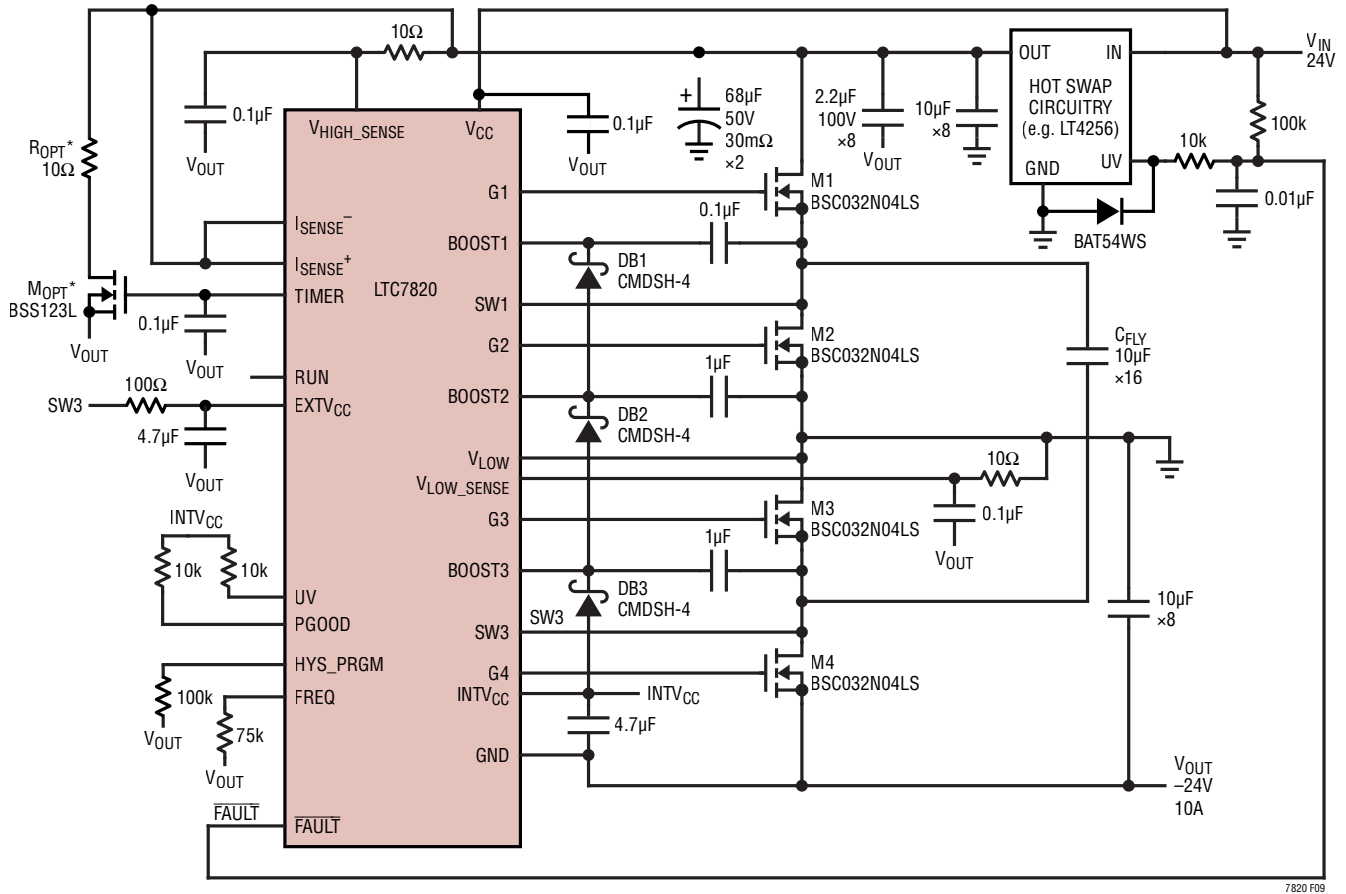 10Ω
V_IN
24V
OUT
IN
HOT SWAP
CIRCUITRY
(e.g. LT4256)
GND
UV
0.1µF
V_OUT
V_HIGH_SENSE
V_CC
0.1µF
V_OUT
+
68µF
50V
30mΩ
×2
2.2µF
100V
×8
V_OUT
10µF
×8
10k
100k
0.01µF
BAT54WS
R_OPT*
10Ω
G1
M1
BSC032N04LS
I_SENSE⁻
0.1µF
BOOST1
I_SENSE⁺
DB1
CMDSH-4
LTC7820
M_OPT*
BSS123L
V_OUT
TIMER
0.1µF
V_OUT
SW1
G2
M2
BSC032N04LS
C_FLY
10µF
×16
RUN
1µF
100Ω
SW3
EXTV_CC
BOOST2
DB2
CMDSH-4
4.7µF
V_OUT
V_LOW
V_LOW_SENSE
10Ω
0.1µF
V_OUT
G3
M3
BSC032N04LS
INTV_CC
10k
10k
1µF
BOOST3
DB3
CMDSH-4
UV
PGOOD
SW3
SW3
10µF
×8
HYS_PRGM
100k
V_OUT
FREQ
75k
V_OUT
G4
M4
BSC032N04LS
INTV_CC
INTV_CC
4.7µF
GND
V_OUT
–24V
10A
FAULT
FAULT
7820 F09